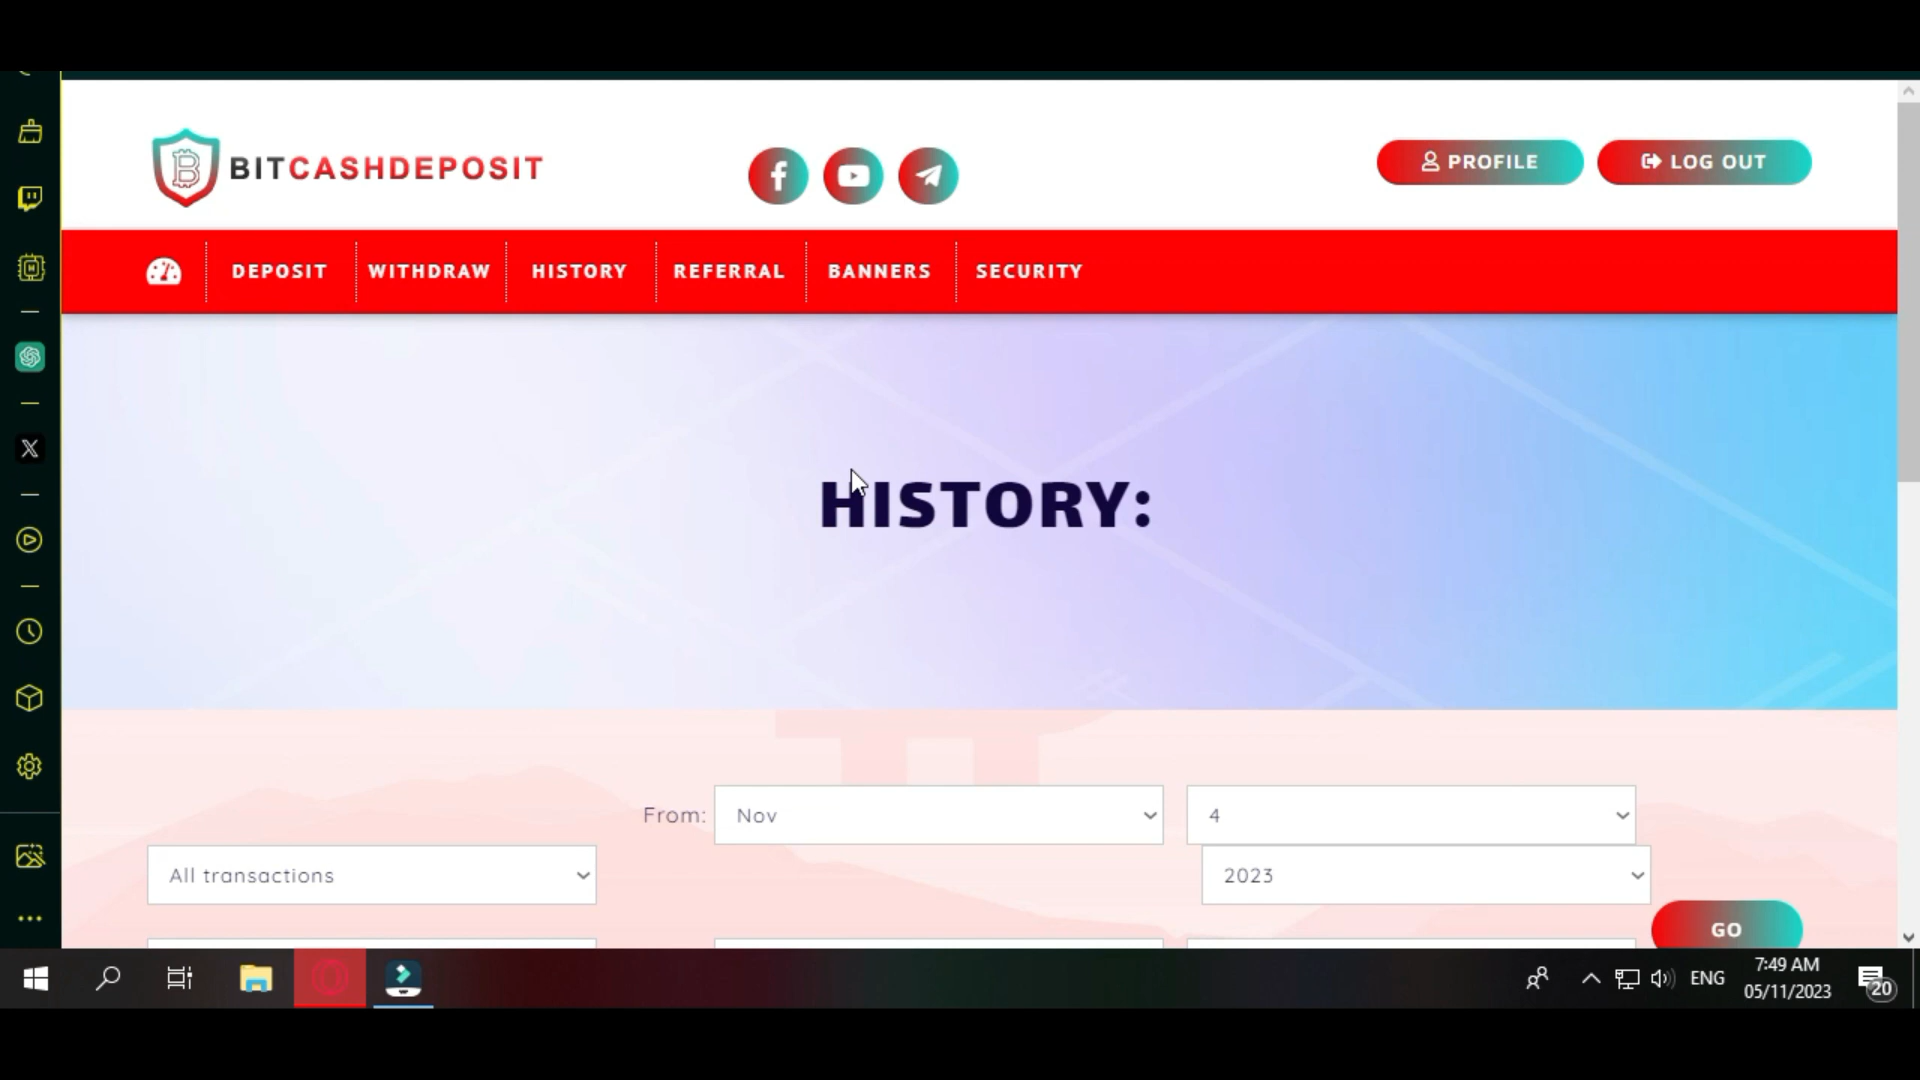 BITCASHDEPOSIT
PROFILE
LOG OUT
DEPOSIT
WITHDRAW
HISTORY
REFERRAL
BANNERS
SECURITY
HISTORY:
From:
Nov
4
All transactions
2023
GO
ENG
7:49 AM
05/11/2023
20